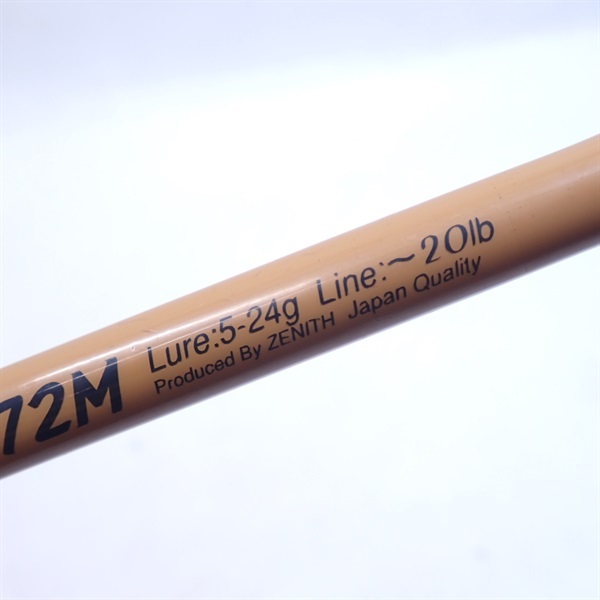 72M
Lure:5-24g Line:~20lb
Produced By ZENITH Japan Quality